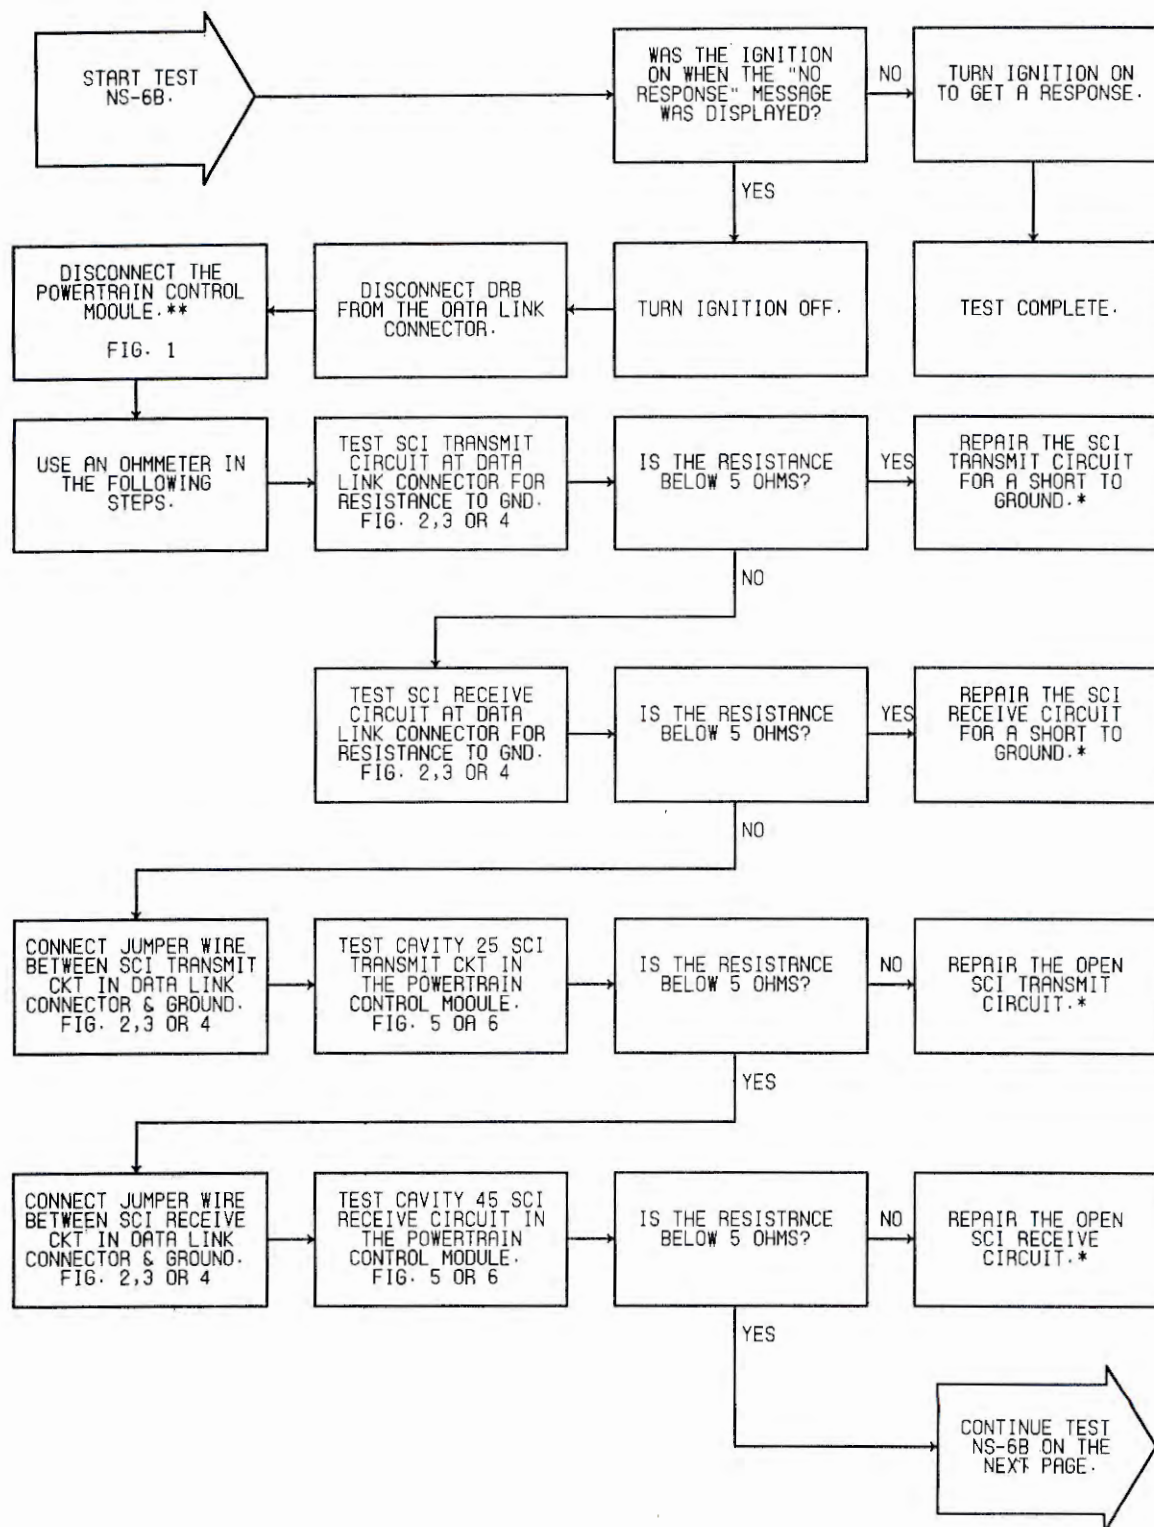 START TEST
NS-6B.
WAS THE IGNITION
ON WHEN THE "NO
RESPONSE" MESSAGE
WAS DISPLAYED?
NO
TURN IGNITION ON
TO GET A RESPONSE.
YES
DISCONNECT THE
POWERTRAIN CONTROL
MODULE.**
FIG. 1
DISCONNECT DRB
FROM THE DATA LINK
CONNECTOR.
TURN IGNITION OFF.
TEST COMPLETE.
USE AN OHMMETER IN
THE FOLLOWING
STEPS.
TEST SCI TRANSMIT
CIRCUIT AT DATA
LINK CONNECTOR FOR
RESISTANCE TO GND.
FIG. 2,3 OR 4
IS THE RESISTANCE
BELOW 5 OHMS?
YES
REPAIR THE SCI
TRANSMIT CIRCUIT
FOR A SHORT TO
GROUND.*
NO
TEST SCI RECEIVE
CIRCUIT AT DATA
LINK CONNECTOR FOR
RESISTANCE TO GND.
FIG. 2,3 OR 4
IS THE RESISTANCE
BELOW 5 OHMS?
YES
REPAIR THE SCI
RECEIVE CIRCUIT
FOR A SHORT TO
GROUND.*
NO
CONNECT JUMPER WIRE
BETWEEN SCI TRANSMIT
CKT IN DATA LINK
CONNECTOR & GROUND.
FIG. 2,3 OR 4
TEST CAVITY 25 SCI
TRANSMIT CKT IN
THE POWERTRAIN
CONTROL MODULE.
FIG. 5 OR 6
IS THE RESISTANCE
BELOW 5 OHMS?
NO
REPAIR THE OPEN
SCI TRANSMIT
CIRCUIT.*
YES
CONNECT JUMPER WIRE
BETWEEN SCI RECEIVE
CKT IN DATA LINK
CONNECTOR & GROUND.
FIG. 2,3 OR 4
TEST CAVITY 45 SCI
RECEIVE CIRCUIT IN
THE POWERTRAIN
CONTROL MODULE.
FIG. 5 OR 6
IS THE RESISTANCE
BELOW 5 OHMS?
NO
REPAIR THE OPEN
SCI RECEIVE
CIRCUIT.*
YES
CONTINUE TEST
NS-6B ON THE
NEXT PAGE.